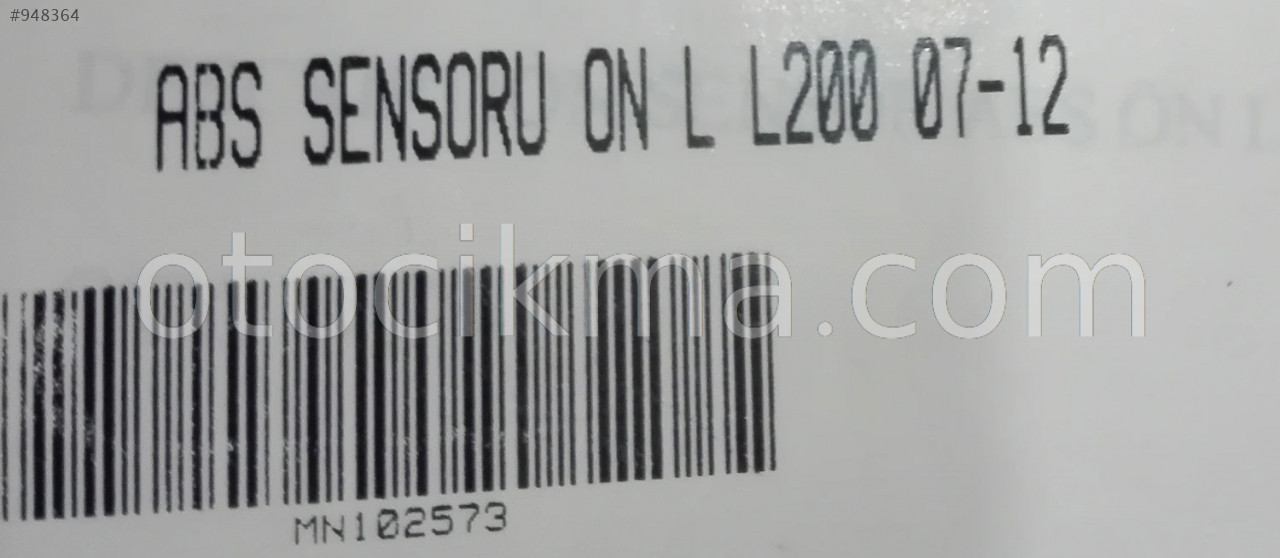 #948364
ABS SENSORU ON L L200 07-12
otocikma.com
MN102573